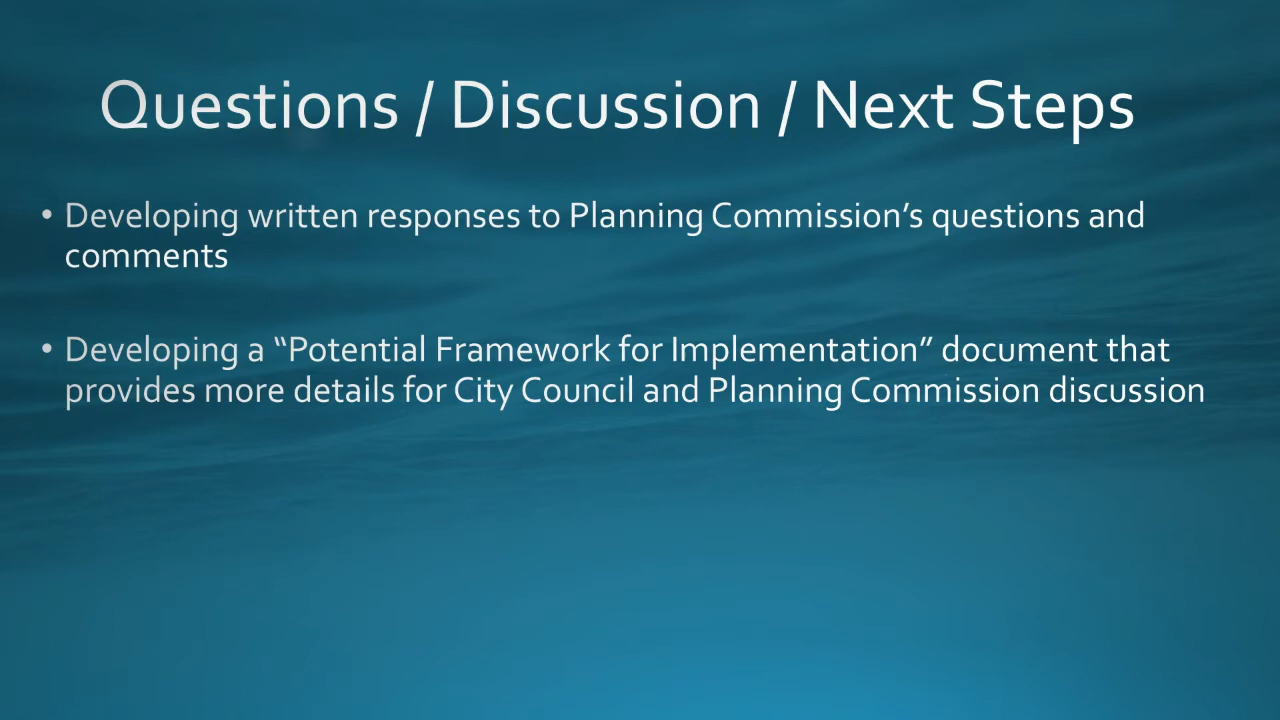 Questions / Discussion / Next Steps
• Developing written responses to Planning Commission’s questions and
comments
• Developing a “Potential Framework for Implementation” document that
provides more details for City Council and Planning Commission discussion